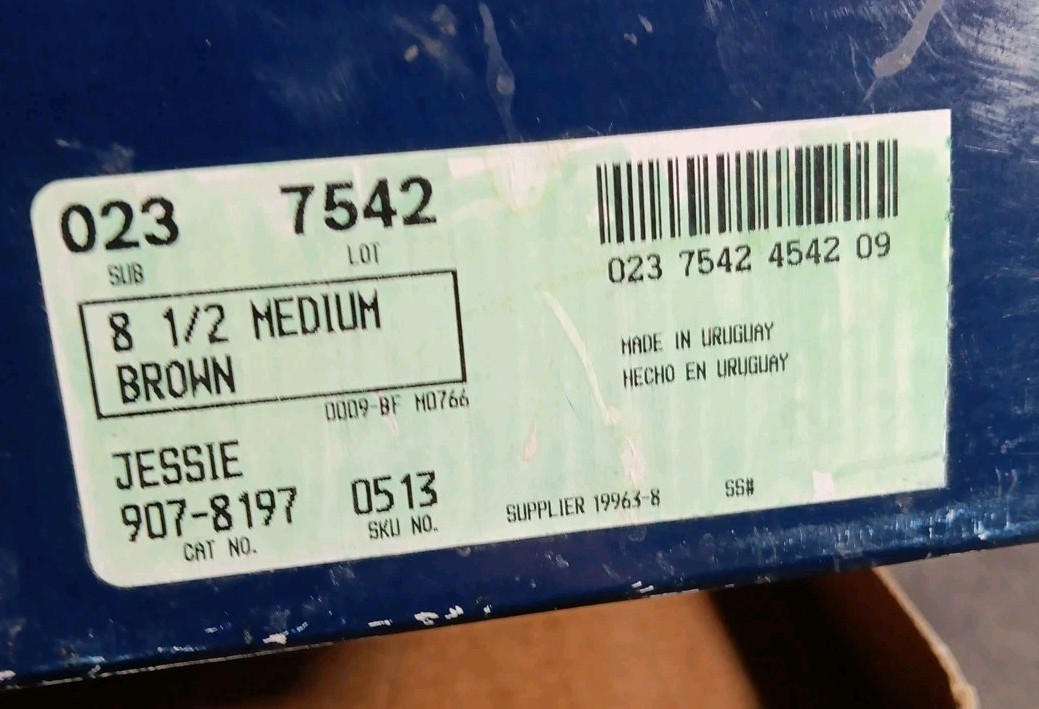 023 7542
SUB LOT
8 1/2 MEDIUM
BROWN
0009-BF M0766
JESSIE
907-8197 0513
CAT NO. SKU NO.
023 7542 4542 09
MADE IN URUGUAY
HECHO EN URUGUAY
SUPPLIER 19963-8 SS#